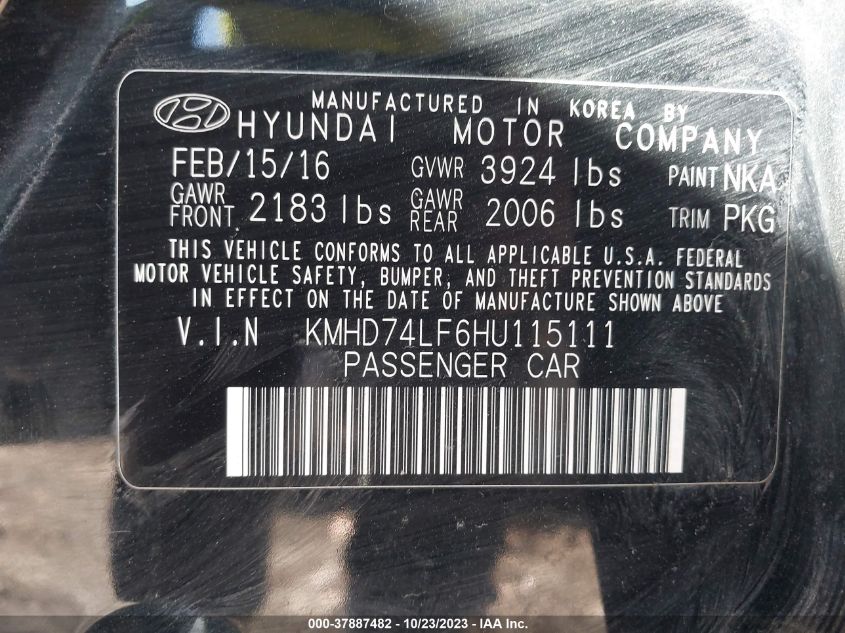 MANUFACTURED IN KOREA BY
HYUNDAI MOTOR COMPANY
FEB/15/16 GVWR 3924 lbs PAINT NKA
GAWR FRONT 2183 lbs GAWR REAR 2006 lbs TRIM PKG
THIS VEHICLE CONFORMS TO ALL APPLICABLE U.S.A. FEDERAL
MOTOR VEHICLE SAFETY, BUMPER, AND THEFT PREVENTION STANDARDS
IN EFFECT ON THE DATE OF MANUFACTURE SHOWN ABOVE
V.I.N KMHD74LF6HU115111
PASSENGER CAR
000-37887482 - 10/23/2023 - IAA Inc.